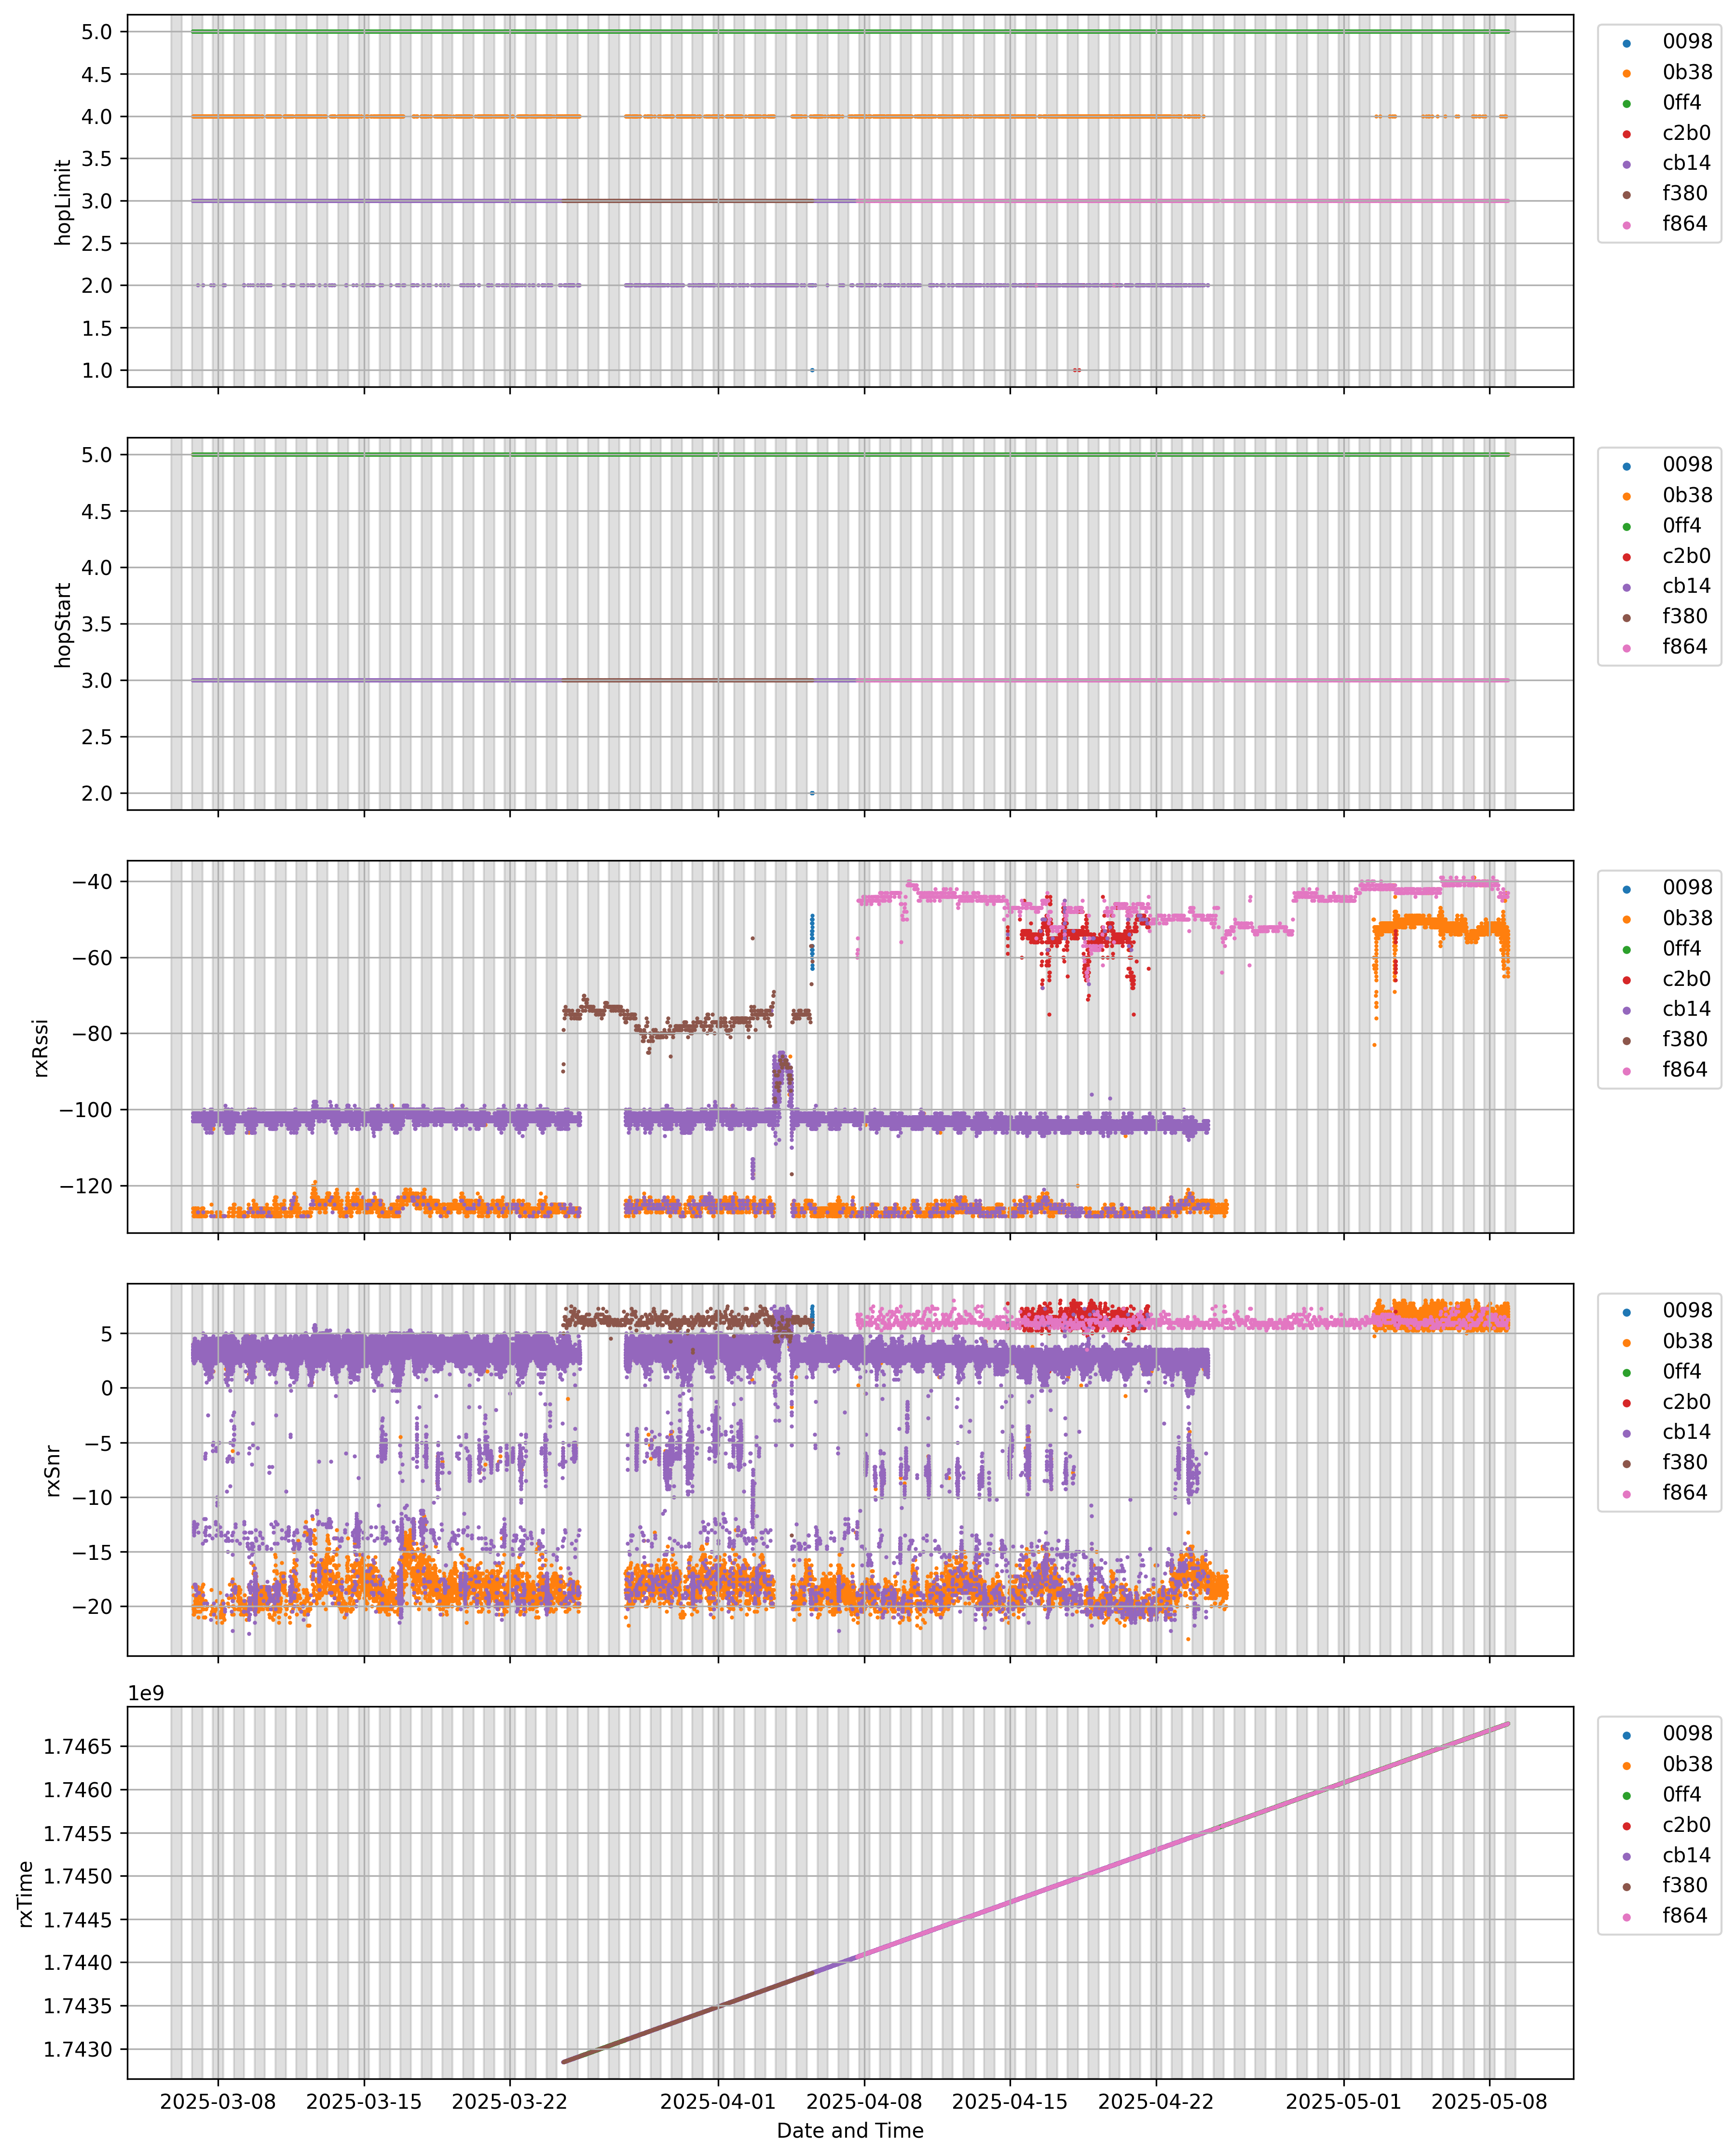 5.0
4.5
4.0
3.5
3.0
2.5
2.0
1.5
1.0
hopLimit
0098
0b38
0ff4
c2b0
cb14
f380
f864
5.0
4.5
4.0
3.5
3.0
2.5
2.0
hopStart
0098
0b38
0ff4
c2b0
cb14
f380
f864
−40
−60
−80
−100
−120
rxRssi
0098
0b38
0ff4
c2b0
cb14
f380
f864
5
0
−5
−10
−15
−20
rxSnr
0098
0b38
0ff4
c2b0
cb14
f380
f864
1e9
1.7465
1.7460
1.7455
1.7450
1.7445
1.7440
1.7435
1.7430
rxTime
0098
0b38
0ff4
c2b0
cb14
f380
f864
2025-03-08 2025-03-15 2025-03-22 2025-04-01 2025-04-08 2025-04-15 2025-04-22 2025-05-01 2025-05-08
Date and Time